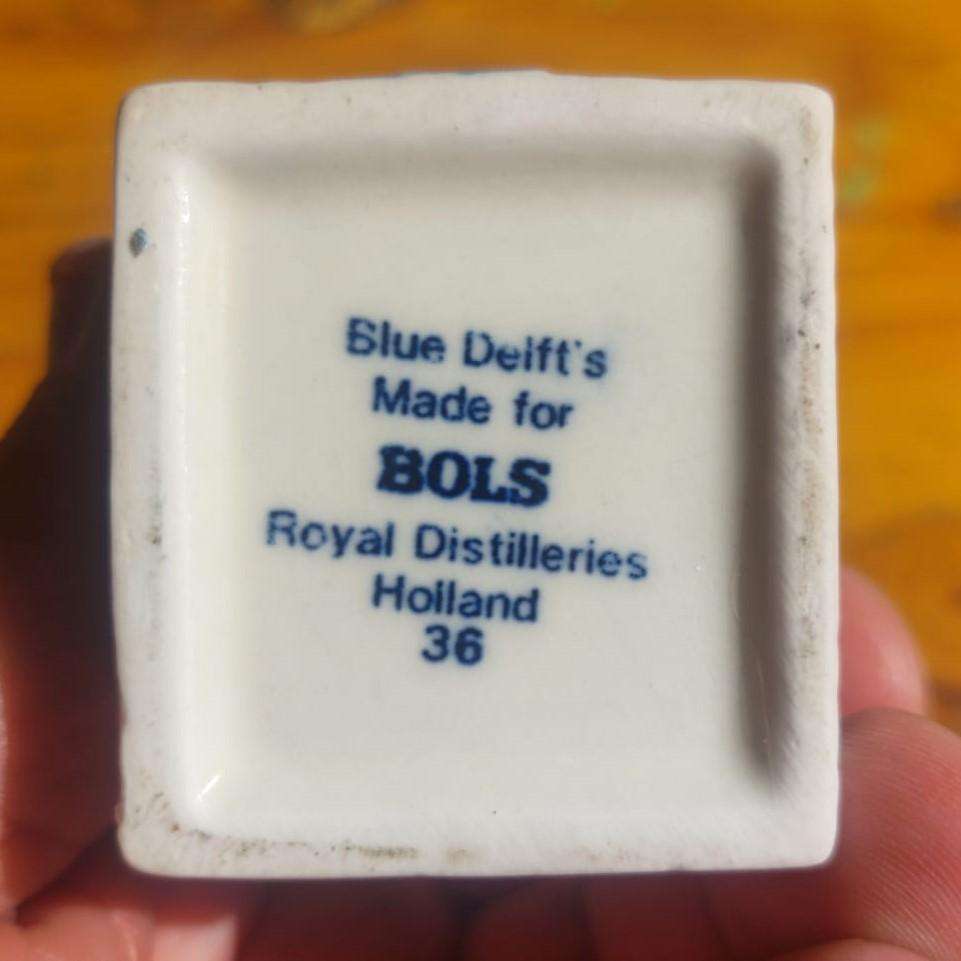 Blue Delft's
Made for
BOLS
Royal Distilleries
Holland
36